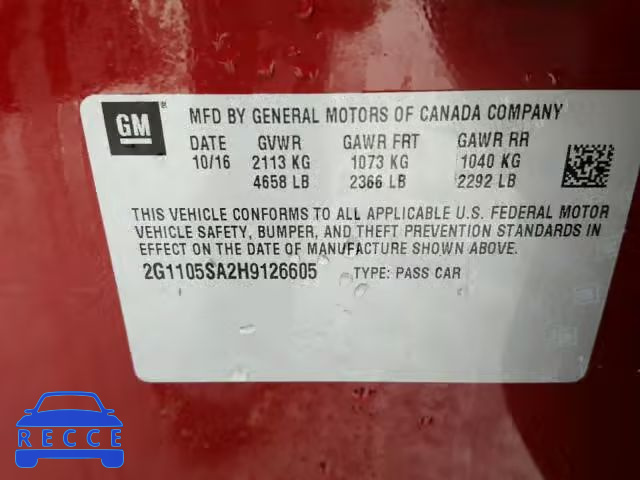 GM
MFD BY GENERAL MOTORS OF CANADA COMPANY
DATE GVWR GAWR FRT GAWR RR
10/16 2113 KG 1073 KG 1040 KG
4658 LB 2366 LB 2292 LB
THIS VEHICLE CONFORMS TO ALL APPLICABLE U.S. FEDERAL MOTOR
VEHICLE SAFETY, BUMPER, AND THEFT PREVENTION STANDARDS IN
EFFECT ON THE DATE OF MANUFACTURE SHOWN ABOVE.
2G1105SA2H9126605 TYPE: PASS CAR
RECCE